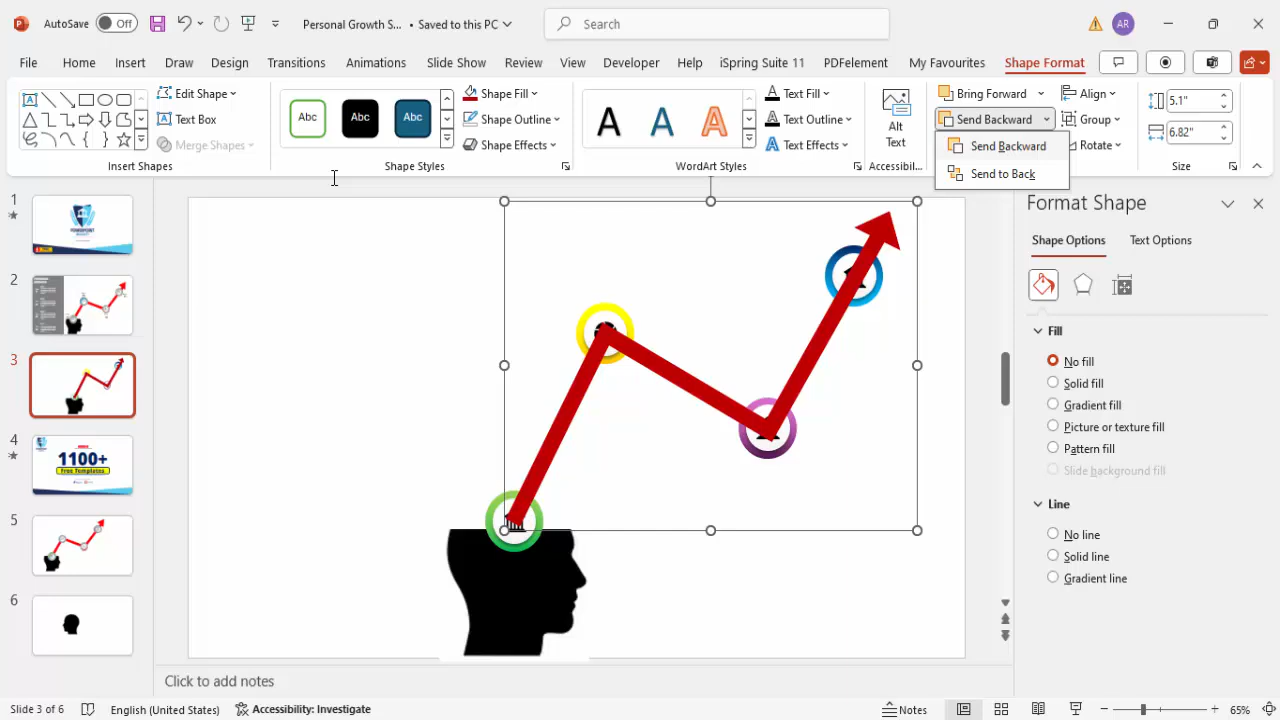 AutoSave Off Personal Growth S... • Saved to this PC Search AR
File Home Insert Draw Design Transitions Animations Slide Show Review View Developer Help iSpring Suite 11 PDFelement My Favourites Shape Format
Edit Shape
Text Box
Merge Shapes
Insert Shapes
Abc Abc Abc
Shape Fill
Shape Outline
Shape Effects
Shape Styles
A A A
Text Fill
Text Outline
Text Effects
WordArt Styles
Alt
Text
Accessibil...
Bring Forward
Send Backward
Send Backward
Send to Back
Align
Group
Rotate
5.1"
6.82"
Size
1
2
3
4
1100+
Free Templates
5
6
Format Shape
Shape Options Text Options
Fill
No fill
Solid fill
Gradient fill
Picture or texture fill
Pattern fill
Slide background fill
Line
No line
Solid line
Gradient line
Click to add notes
Slide 3 of 6 English (United States) Accessibility: Investigate Notes 65%